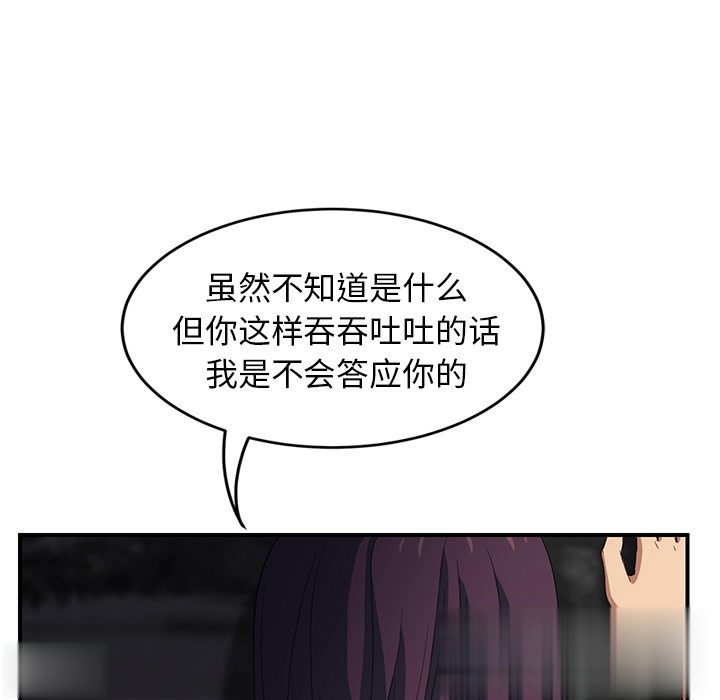 虽然不知道是什么
但你这样吞吞吐吐的话
我是不会答应你的